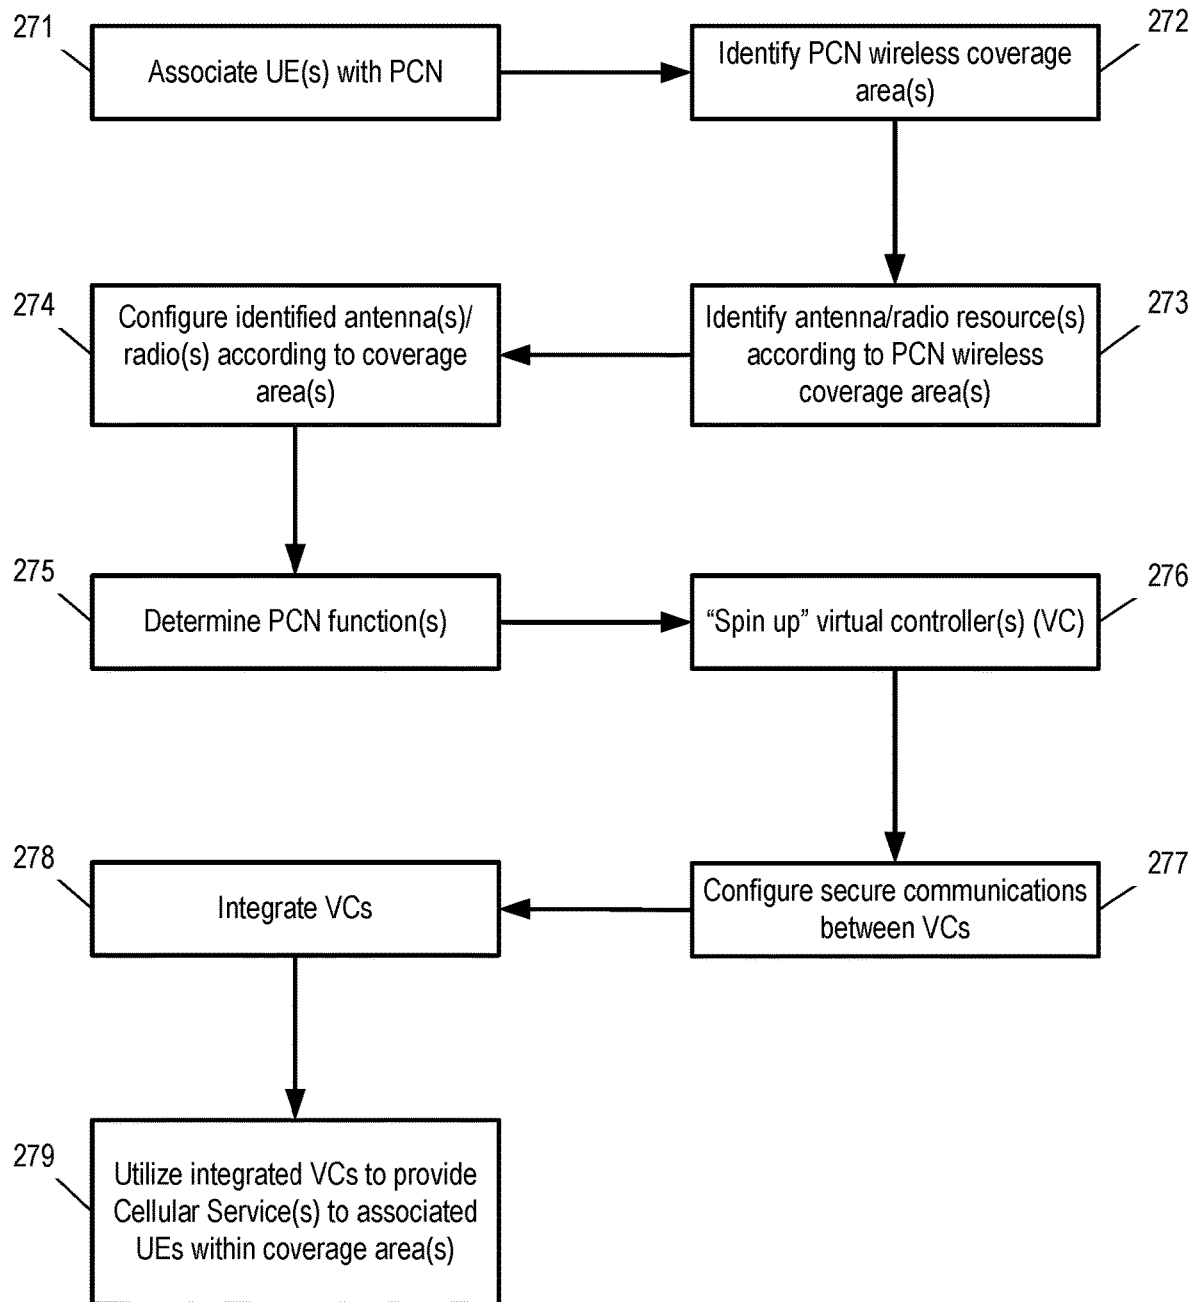 271
Associate UE(s) with PCN
272
Identify PCN wireless coverage
area(s)
274
Configure identified antenna(s)/
radio(s) according to coverage
area(s)
273
Identify antenna/radio resource(s)
according to PCN wireless
coverage area(s)
275
Determine PCN function(s)
276
“Spin up” virtual controller(s) (VC)
278
Integrate VCs
277
Configure secure communications
between VCs
279
Utilize integrated VCs to provide
Cellular Service(s) to associated
UEs within coverage area(s)